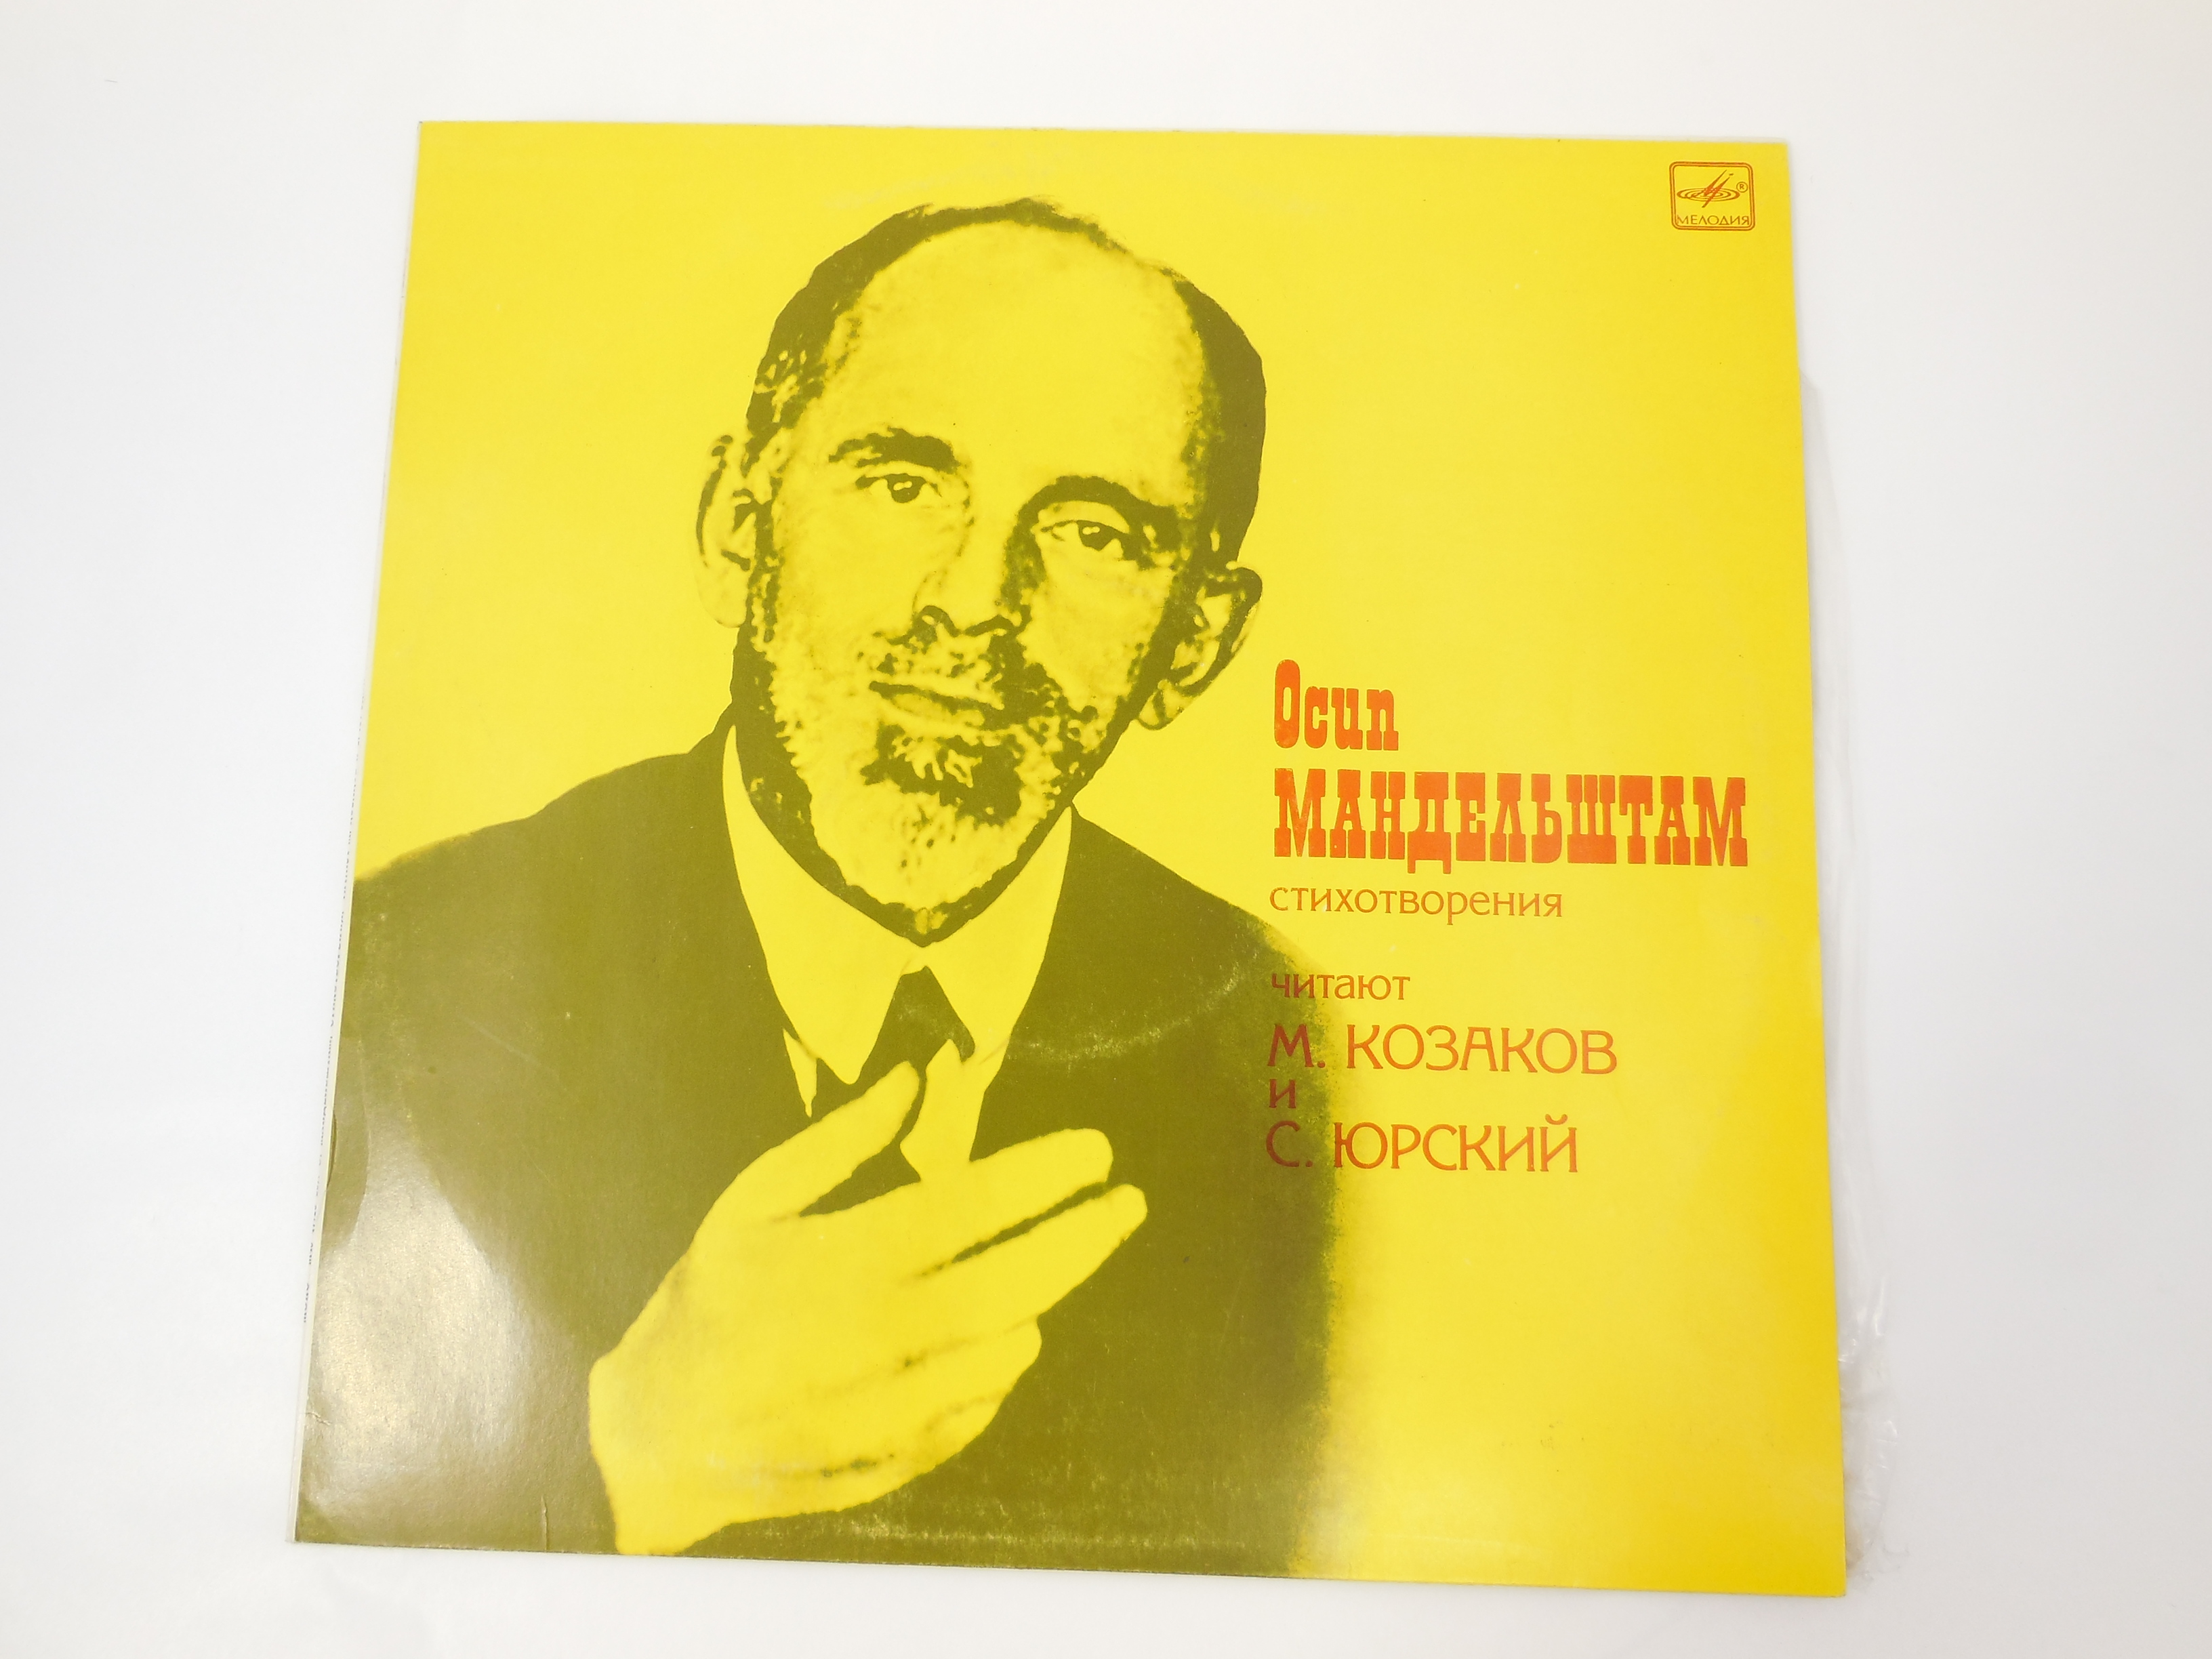 МЕЛОДИЯ
Осип
МАНДЕЛЬШТАМ
стихотворения
читают
М. КОЗАКОВ
и
С. ЮРСКИЙ